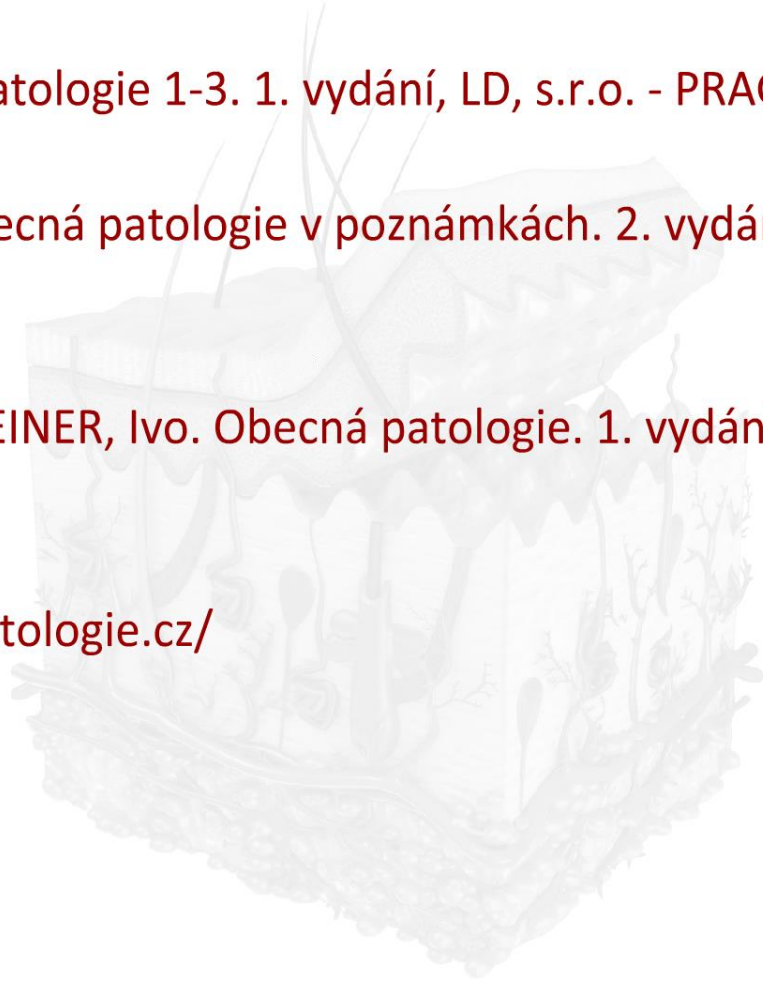 atologie 1-3. 1. vydání, LD, s.r.o. - PRAG
ecná patologie v poznámkách. 2. vydán
EINER, Ivo. Obecná patologie. 1. vydán
tologie.cz/